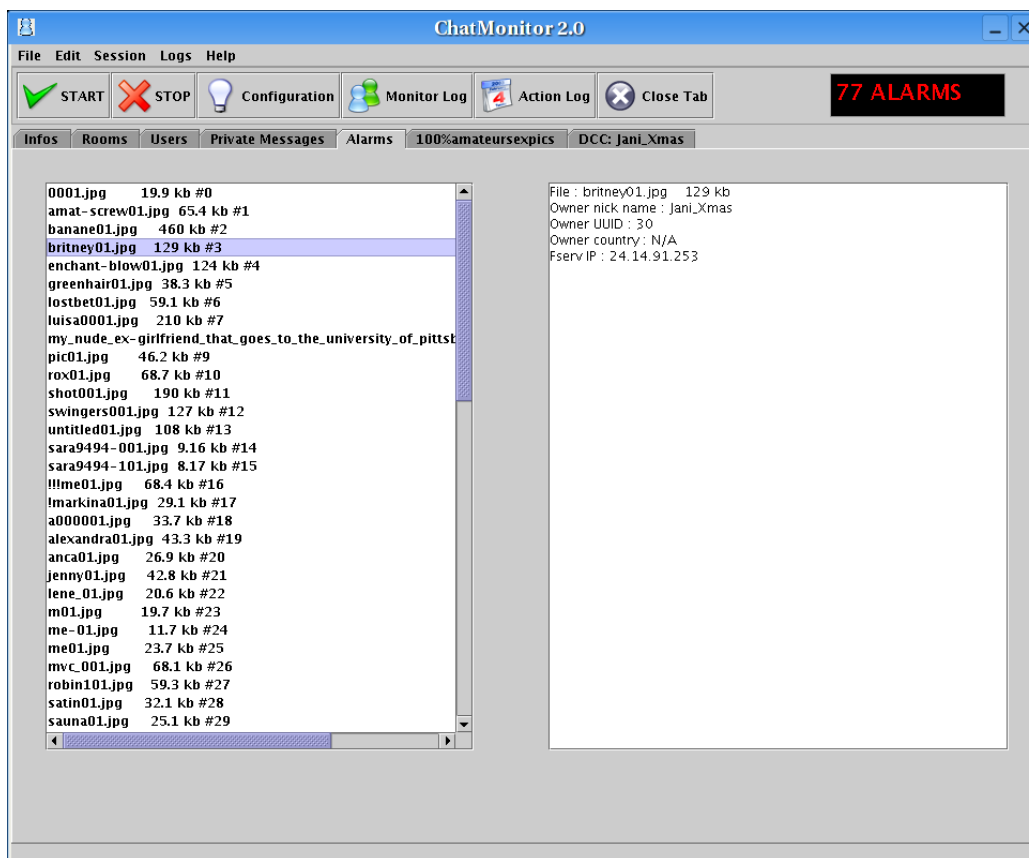 ChatMonitor 2.0
File Edit Session Logs Help
START STOP Configuration Monitor Log Action Log Close Tab 77 ALARMS
Infos Rooms Users Private Messages Alarms 100%amateursexpics DCC: Jani_Xmas
0001.jpg 19.9 kb #0
amat-screw01.jpg 65.4 kb #1
banane01.jpg 460 kb #2
britney01.jpg 129 kb #3
enchant-blow01.jpg 124 kb #4
greenhair01.jpg 38.3 kb #5
lostbet01.jpg 59.1 kb #6
luisa0001.jpg 210 kb #7
my_nude_ex-girlfriend_that_goes_to_the_university_of_pittsb
pic01.jpg 46.2 kb #9
rox01.jpg 68.7 kb #10
shot001.jpg 190 kb #11
swingers001.jpg 127 kb #12
untitled01.jpg 108 kb #13
sara9494-001.jpg 9.16 kb #14
sara9494-101.jpg 8.17 kb #15
!!!me01.jpg 68.4 kb #16
!markina01.jpg 29.1 kb #17
a000001.jpg 33.7 kb #18
alexandra01.jpg 43.3 kb #19
anca01.jpg 26.9 kb #20
jenny01.jpg 42.8 kb #21
lene_01.jpg 20.6 kb #22
m01.jpg 19.7 kb #23
me-01.jpg 11.7 kb #24
me01.jpg 23.7 kb #25
mvc_001.jpg 68.1 kb #26
robin101.jpg 59.3 kb #27
satin01.jpg 32.1 kb #28
sauna01.jpg 25.1 kb #29
File : britney01.jpg 129 kb
Owner nick name : Jani_Xmas
Owner UUID : 30
Owner country : N/A
Fserv IP : 24.14.91.253